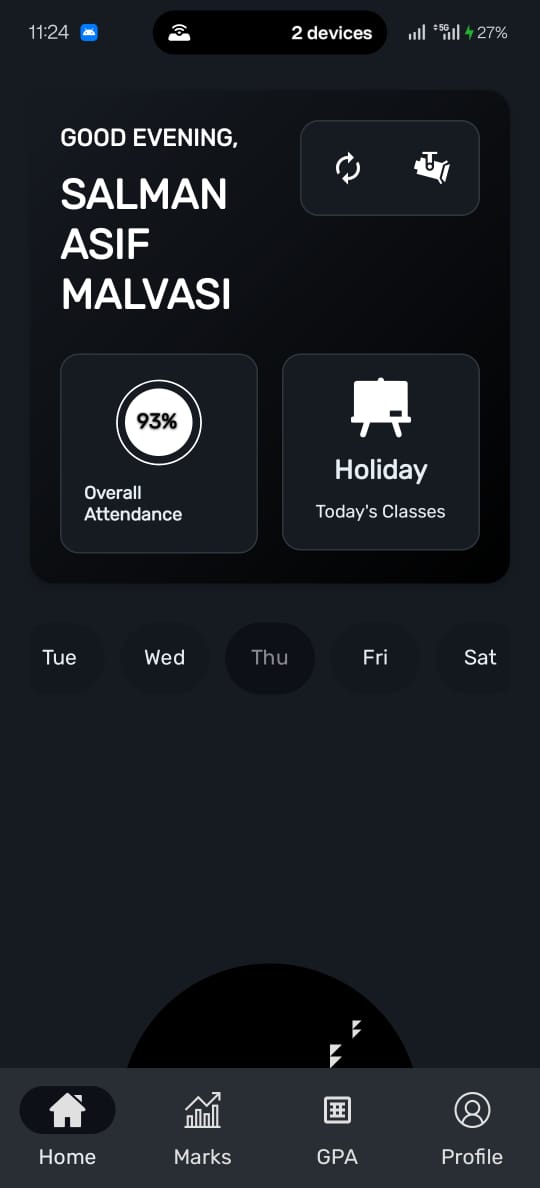 11:24 2 devices 5G 27%
GOOD EVENING,
SALMAN
ASIF
MALVASI
93%
Overall
Attendance
Holiday
Today's Classes
Tue Wed Thu Fri Sat
Home Marks GPA Profile